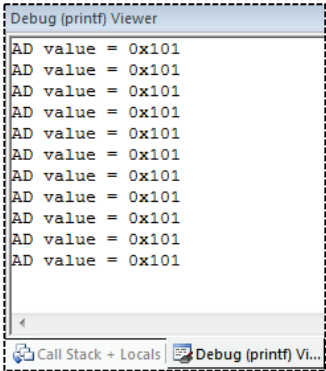 Debug (printf) Viewer
AD value = 0x101
AD value = 0x101
AD value = 0x101
AD value = 0x101
AD value = 0x101
AD value = 0x101
AD value = 0x101
AD value = 0x101
AD value = 0x101
AD value = 0x101
AD value = 0x101
Call Stack + Locals Debug (printf) Vi...